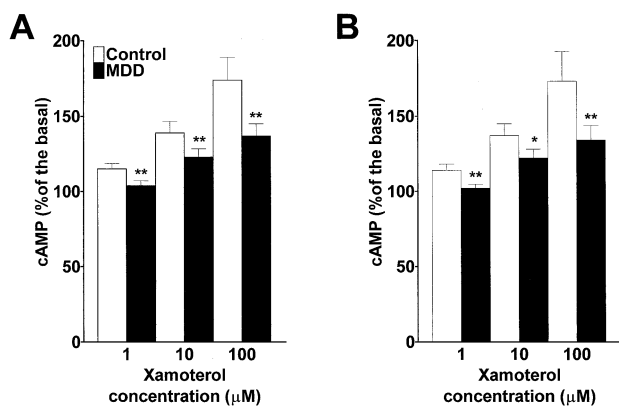 A
cAMP (%of the basal)
200
150
100
50
0
Control
MDD
**
**
**
1 10 100
Xamoterol
concentration (μM)
B
cAMP (%of the basal)
200
150
100
50
0
**
*
**
1 10 100
Xamoterol
concentration (μM)